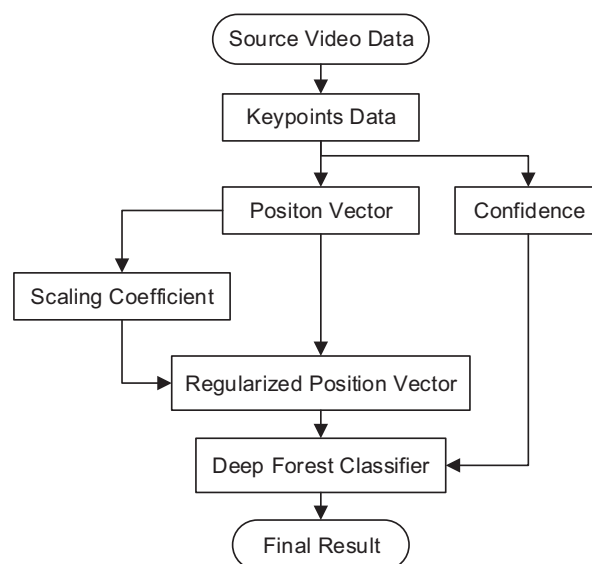 Source Video Data
Keypoints Data
Positon Vector
Confidence
Scaling Coefficient
Regularized Position Vector
Deep Forest Classifier
Final Result